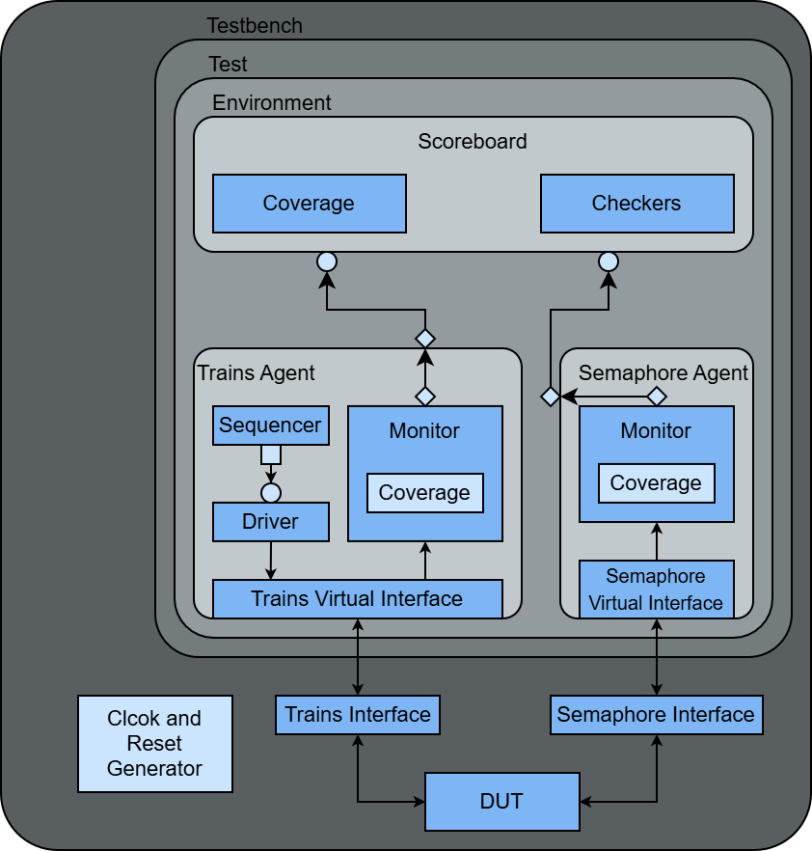 Testbench
Test
Environment
Scoreboard
Coverage
Checkers
Trains Agent
Sequencer
Driver
Monitor
Coverage
Trains Virtual Interface
Semaphore Agent
Monitor
Coverage
Semaphore
Virtual Interface
Clcok and
Reset
Generator
Trains Interface
Semaphore Interface
DUT